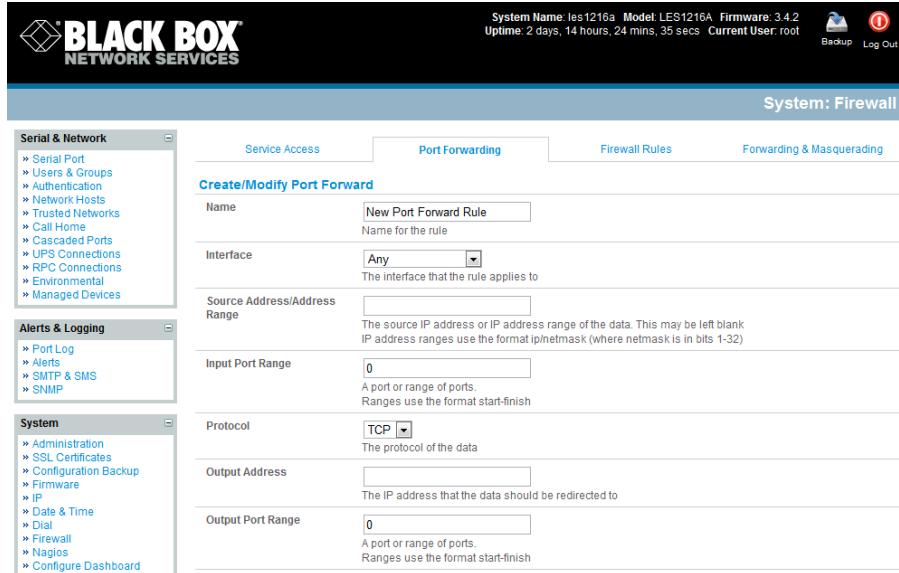 BLACK BOX
NETWORK SERVICES
System Name: les1216a Model: LES1216A Firmware: 3.4.2
Uptime: 2 days, 14 hours, 24 mins, 35 secs Current User: root
Backup
Log Out
System: Firewall
Serial & Network
» Serial Port
» Users & Groups
» Authentication
» Network Hosts
» Trusted Networks
» Call Home
» Cascaded Ports
» UPS Connections
» RPC Connections
» Environmental
» Managed Devices
Alerts & Logging
» Port Log
» Alerts
» SMTP & SMS
» SNMP
System
» Administration
» SSL Certificates
» Configuration Backup
» Firmware
» IP
» Date & Time
» Dial
» Firewall
» Nagios
» Configure Dashboard
Service Access
Port Forwarding
Firewall Rules
Forwarding & Masquerading
Create/Modify Port Forward
Name
New Port Forward Rule
Name for the rule
Interface
Any
The interface that the rule applies to
Source Address/Address
Range
The source IP address or IP address range of the data. This may be left blank
IP address ranges use the format ip/netmask (where netmask is in bits 1-32)
Input Port Range
0
A port or range of ports.
Ranges use the format start-finish
Protocol
TCP
The protocol of the data
Output Address
The IP address that the data should be redirected to
Output Port Range
0
A port or range of ports.
Ranges use the format start-finish